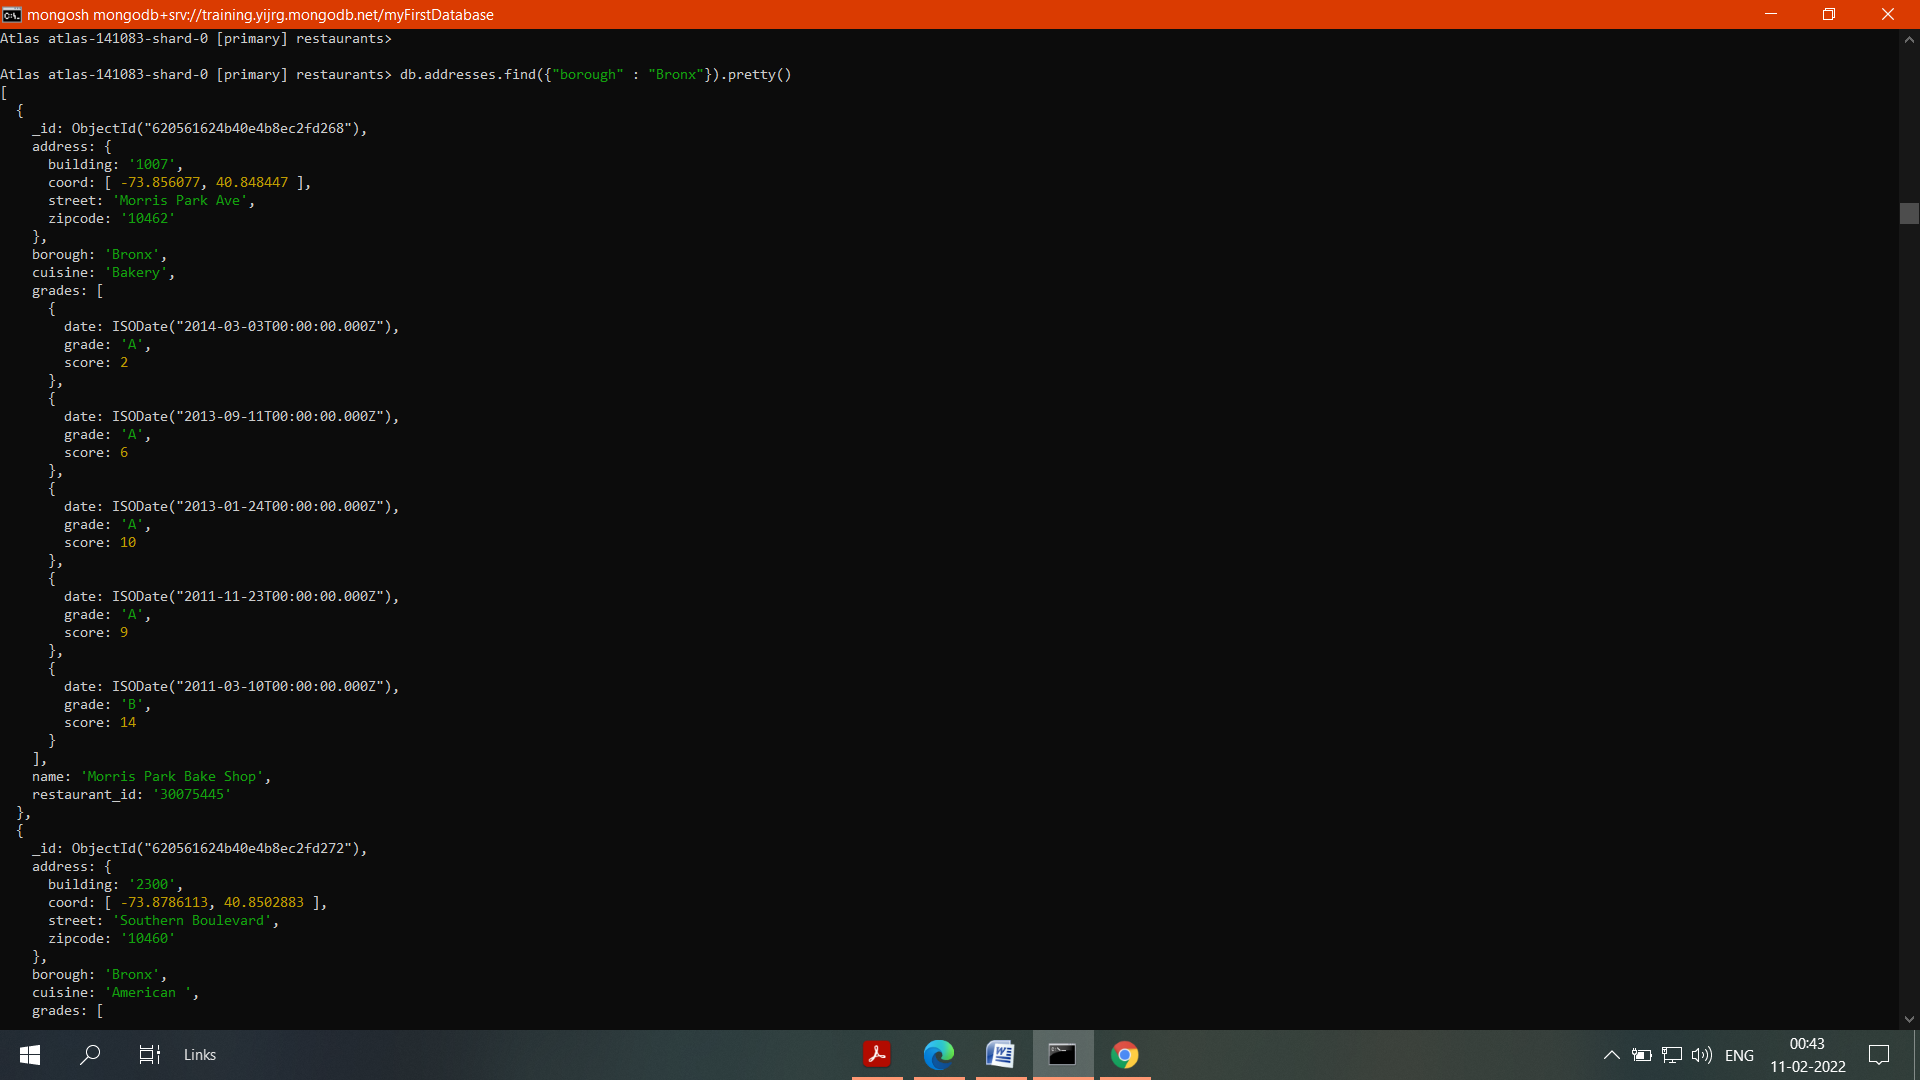 mongosh mongodb+srv://training.yijrg.mongodb.net/myFirstDatabase
Atlas atlas-141083-shard-0 [primary] restaurants>
Atlas atlas-141083-shard-0 [primary] restaurants> db.addresses.find({"borough" : "Bronx"}).pretty()
[
  {
    _id: ObjectId("620561624b40e4b8ec2fd268"),
    address: {
      building: '1007',
      coord: [ -73.856077, 40.848447 ],
      street: 'Morris Park Ave',
      zipcode: '10462'
    },
    borough: 'Bronx',
    cuisine: 'Bakery',
    grades: [
      {
        date: ISODate("2014-03-03T00:00:00.000Z"),
        grade: 'A',
        score: 2
      },
      {
        date: ISODate("2013-09-11T00:00:00.000Z"),
        grade: 'A',
        score: 6
      },
      {
        date: ISODate("2013-01-24T00:00:00.000Z"),
        grade: 'A',
        score: 10
      },
      {
        date: ISODate("2011-11-23T00:00:00.000Z"),
        grade: 'A',
        score: 9
      },
      {
        date: ISODate("2011-03-10T00:00:00.000Z"),
        grade: 'B',
        score: 14
      }
    ],
    name: 'Morris Park Bake Shop',
    restaurant_id: '30075445'
  },
  {
    _id: ObjectId("620561624b40e4b8ec2fd272"),
    address: {
      building: '2300',
      coord: [ -73.8786113, 40.8502883 ],
      street: 'Southern Boulevard',
      zipcode: '10460'
    },
    borough: 'Bronx',
    cuisine: 'American ',
    grades: [
Links
ENG
00:43
11-02-2022